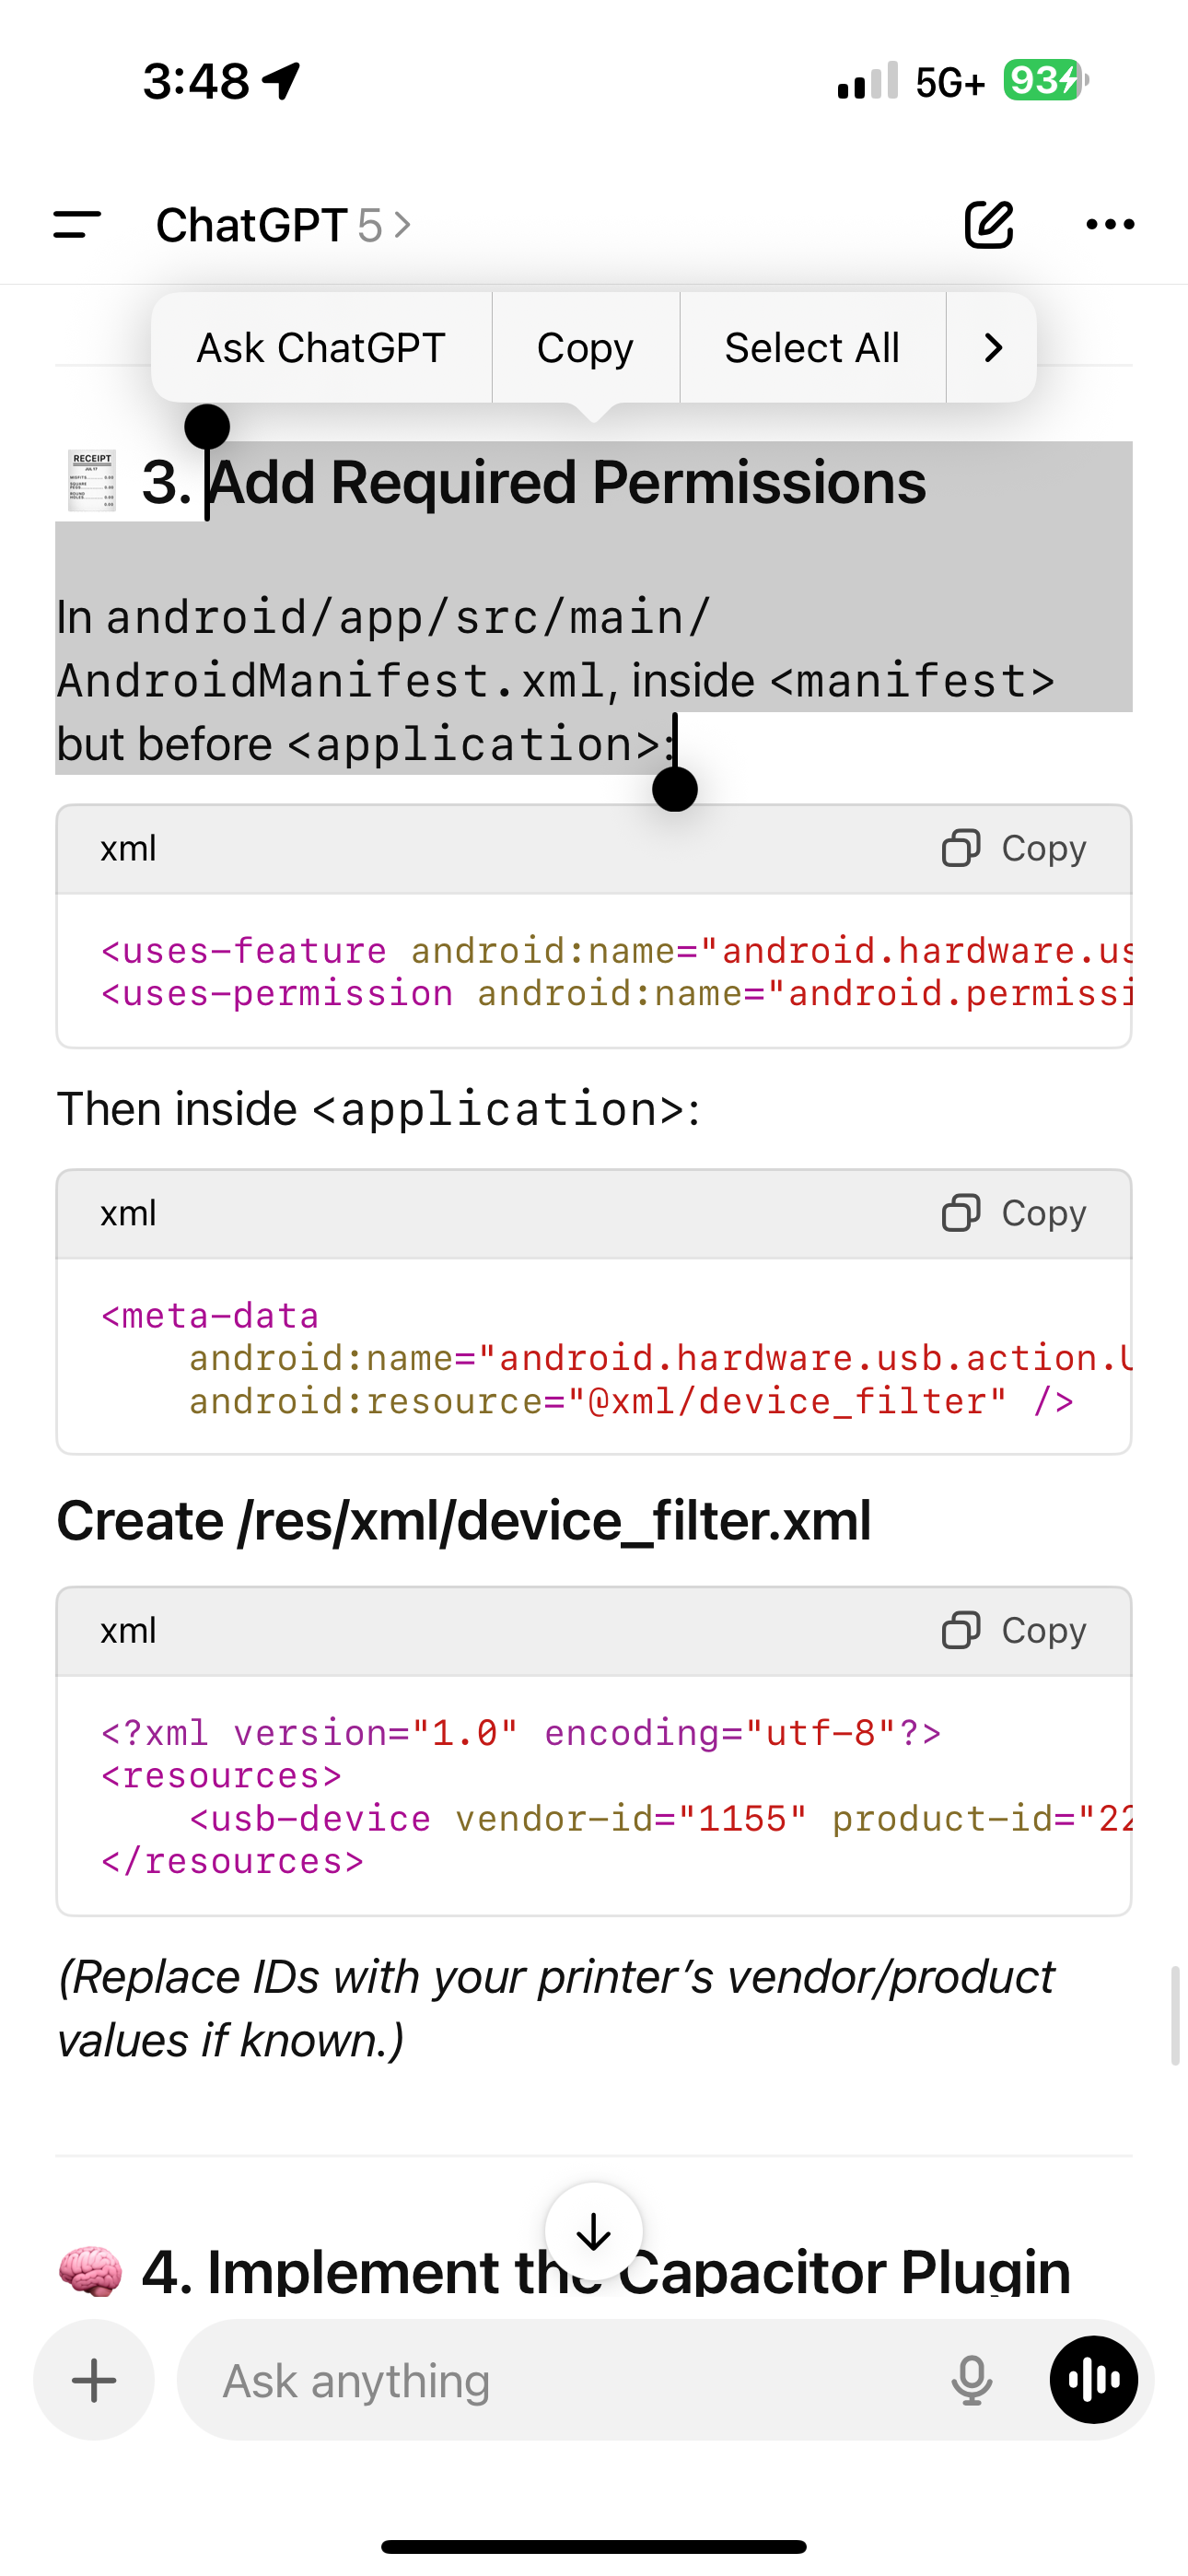 3:48
5G+
93
ChatGPT 5 >
Ask ChatGPT
Copy
Select All
RECEIPT
3. Add Required Permissions
In android/app/src/main/
AndroidManifest.xml, inside <manifest>
but before <application>:
xml
Copy
<uses-feature android:name="android.hardware.us
<uses-permission android:name="android.permissi
Then inside <application>:
xml
Copy
<meta-data
android:name="android.hardware.usb.action.U
android:resource="@xml/device_filter" />
Create /res/xml/device_filter.xml
xml
Copy
<?xml version="1.0" encoding="utf-8"?>
<resources>
<usb-device vendor-id="1155" product-id="22
</resources>
(Replace IDs with your printer's vendor/product
values if known.)
4. Implement the Capacitor Plugin
Ask anything